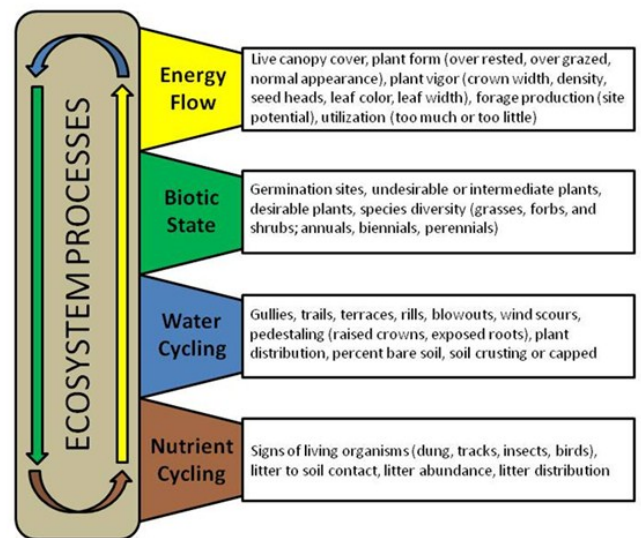 ECOSYSTEM PROCESSES
Energy
Flow
Live canopy cover, plant form (over rested, over grazed,
normal appearance), plant vigor (crown width, density,
seed heads, leaf color, leaf width), forage production (site
potential), utilization (too much or too little)
Biotic
State
Germination sites, undesirable or intermediate plants,
desirable plants, species diversity (grasses, forbs, and
shrubs; annuals, biennials, perennials)
Water
Cycling
Gullies, trails, terraces, rills, blowouts, wind scours,
pedestaling (raised crowns, exposed roots), plant
distribution, percent bare soil, soil crusting or capped
Nutrient
Cycling
Signs of living organisms (dung, tracks, insects, birds),
litter to soil contact, litter abundance, litter distribution